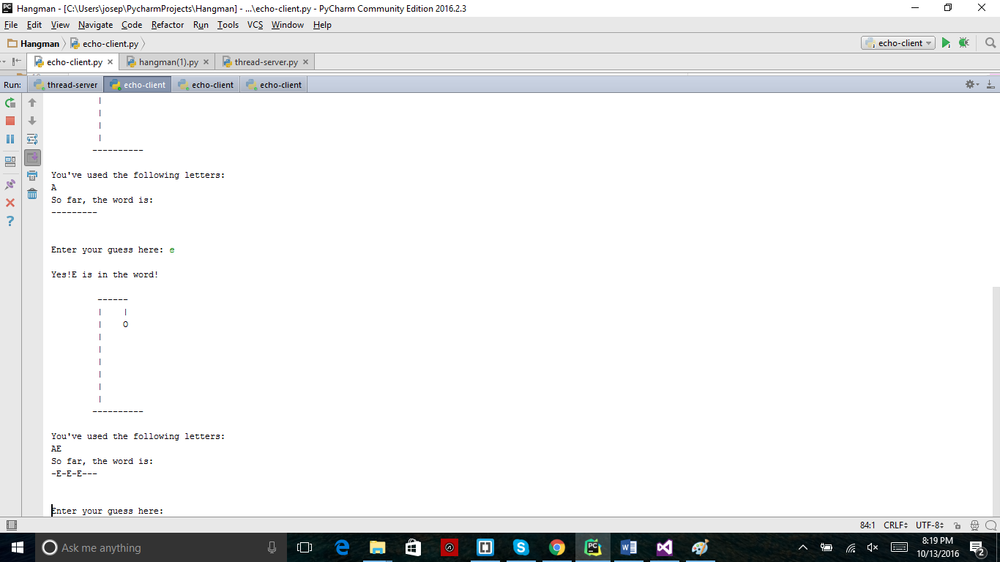 Hangman - [C:\Users\josep\PycharmProjects\Hangman] - ...\echo-client.py - PyCharm Community Edition 2016.2.3
File Edit View Navigate Code Refactor Run Tools VCS Window Help
Hangman echo-client.py echo-client
echo-client.py hangman(1).py thread-server.py
Run: thread-server echo-client echo-client echo-client
|
|
|
|
----------
You've used the following letters:
A
So far, the word is:
---------
Enter your guess here: e
Yes!E is in the word!
------
| |
| O
|
|
|
|
|
|
----------
You've used the following letters:
AE
So far, the word is:
-E-E-E---
Enter your guess here:
84:1 CRLF UTF-8
Ask me anything
8:19 PM
10/13/2016
2